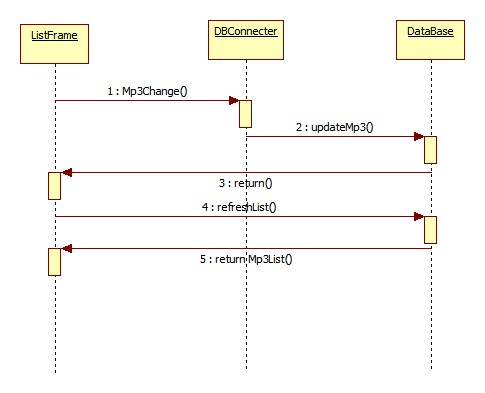 ListFrame
DBConnecter
DataBase
1 : Mp3Change()
2 : updateMp3()
3 : return()
4 : refreshList()
5 : return Mp3List()